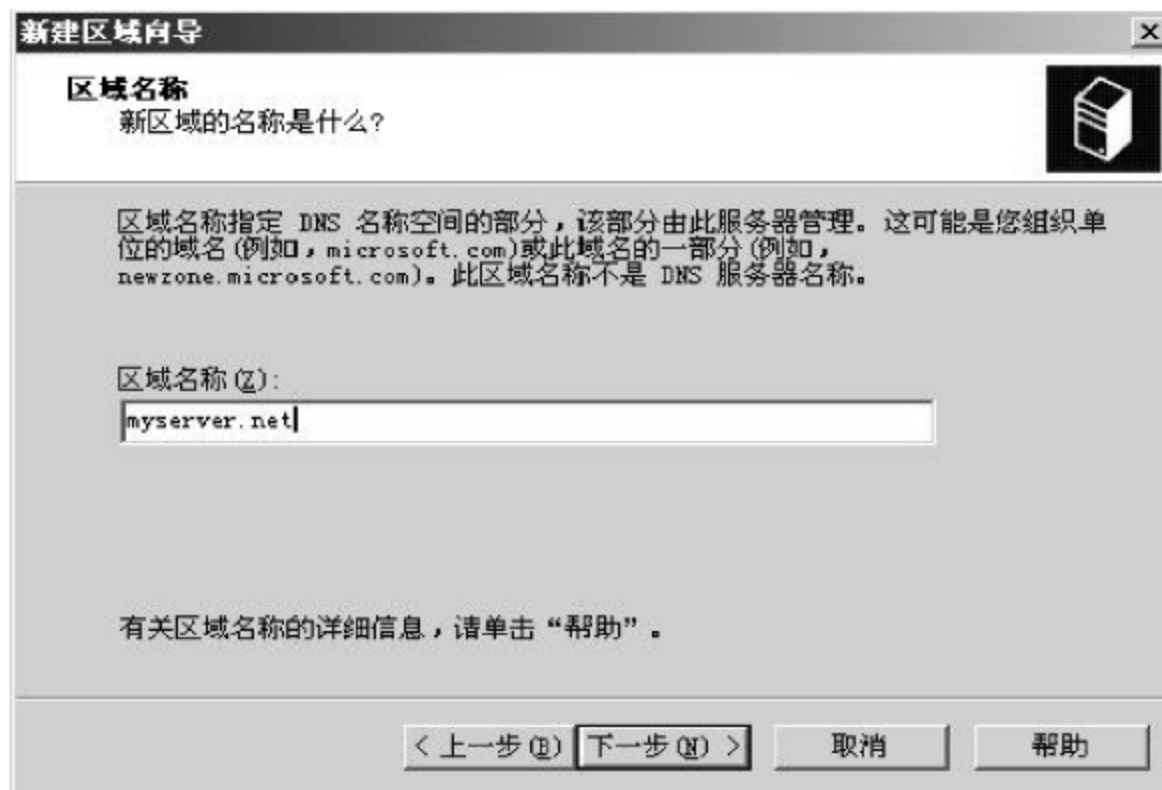 新建区域向导
区域名称
新区域的名称是什么?
区域名称指定 DNS 名称空间的部分，该部分由此服务器管理。这可能是您组织单
位的域名(例如，microsoft.com)或此域名的一部分(例如，
newzone.microsoft.com)。此区域名称不是 DNS 服务器名称。
区域名称(Z):
myserver.net
有关区域名称的详细信息，请单击“帮助”。
< 上一步(B) 下一步(N) > 取消 帮助